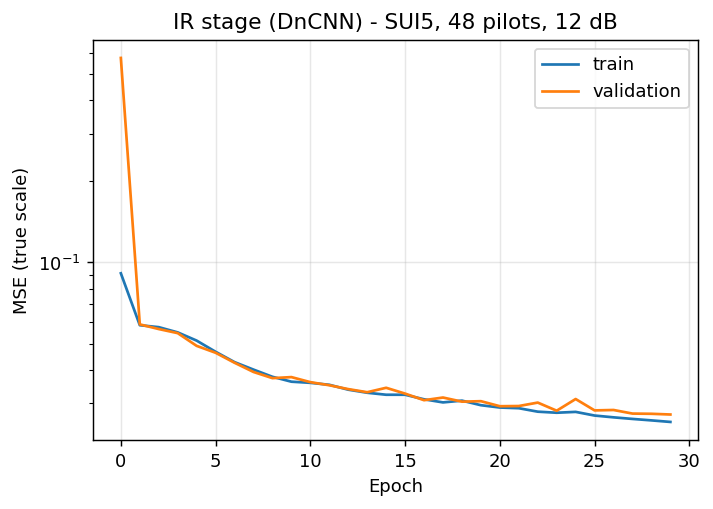 IR stage (DnCNN) - SUI5, 48 pilots, 12 dB
train
validation
MSE (true scale)
10⁻¹
0 5 10 15 20 25 30
Epoch